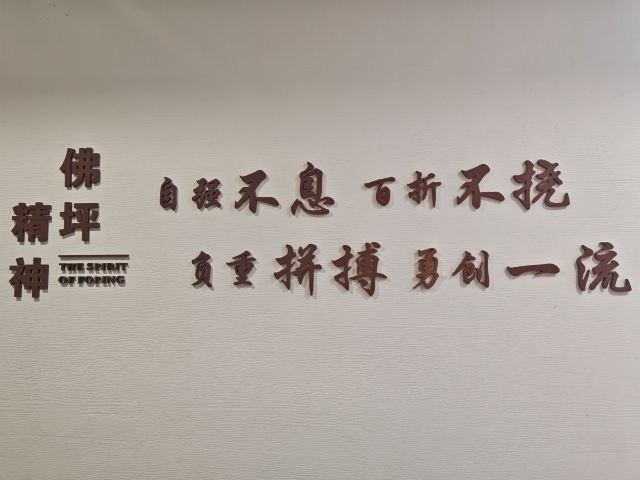 佛坪
精神
THE SPIRIT
OF FOPING
自强不息 百折不挠
负重拼搏 勇创一流